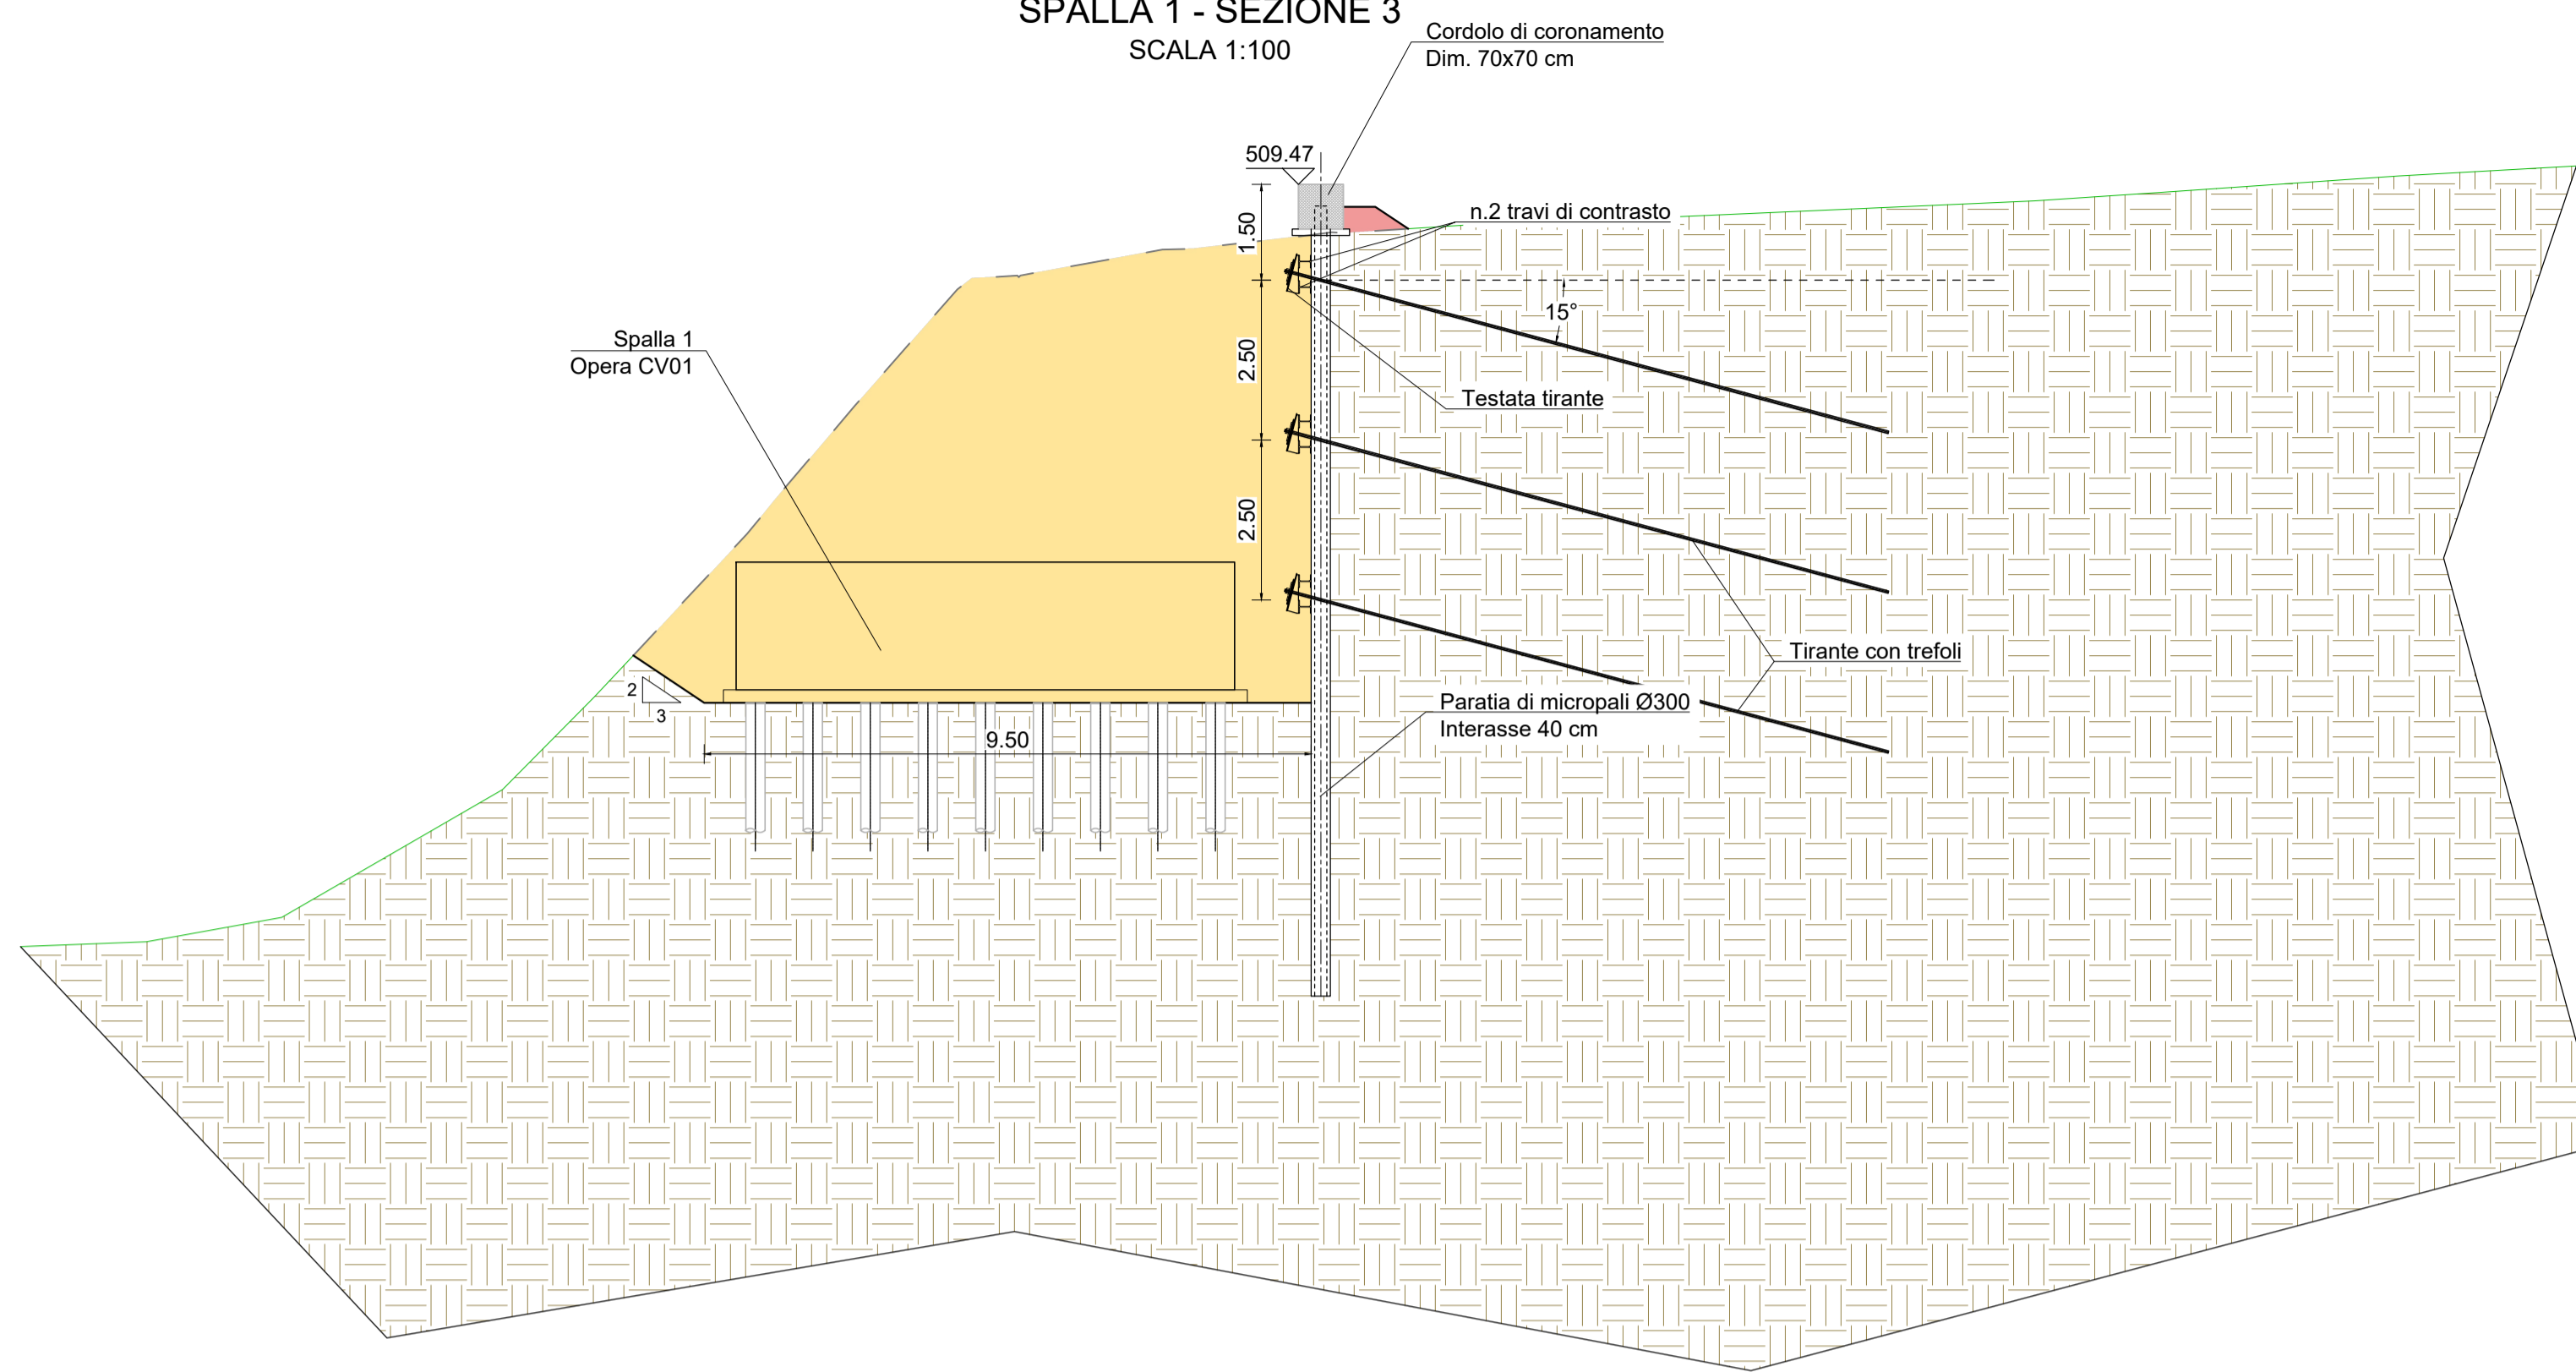 SPALLA 1 - SEZIONE 3
SCALA 1:100
Cordolo di coronamento
Dim. 70x70 cm
509.47
n.2 travi di contrasto
1.50
15°
Spalla 1
Opera CV01
2.50
Testata tirante
2.50
Tirante con trefoli
2
3
Paratia di micropali Ø300
Interasse 40 cm
9.50